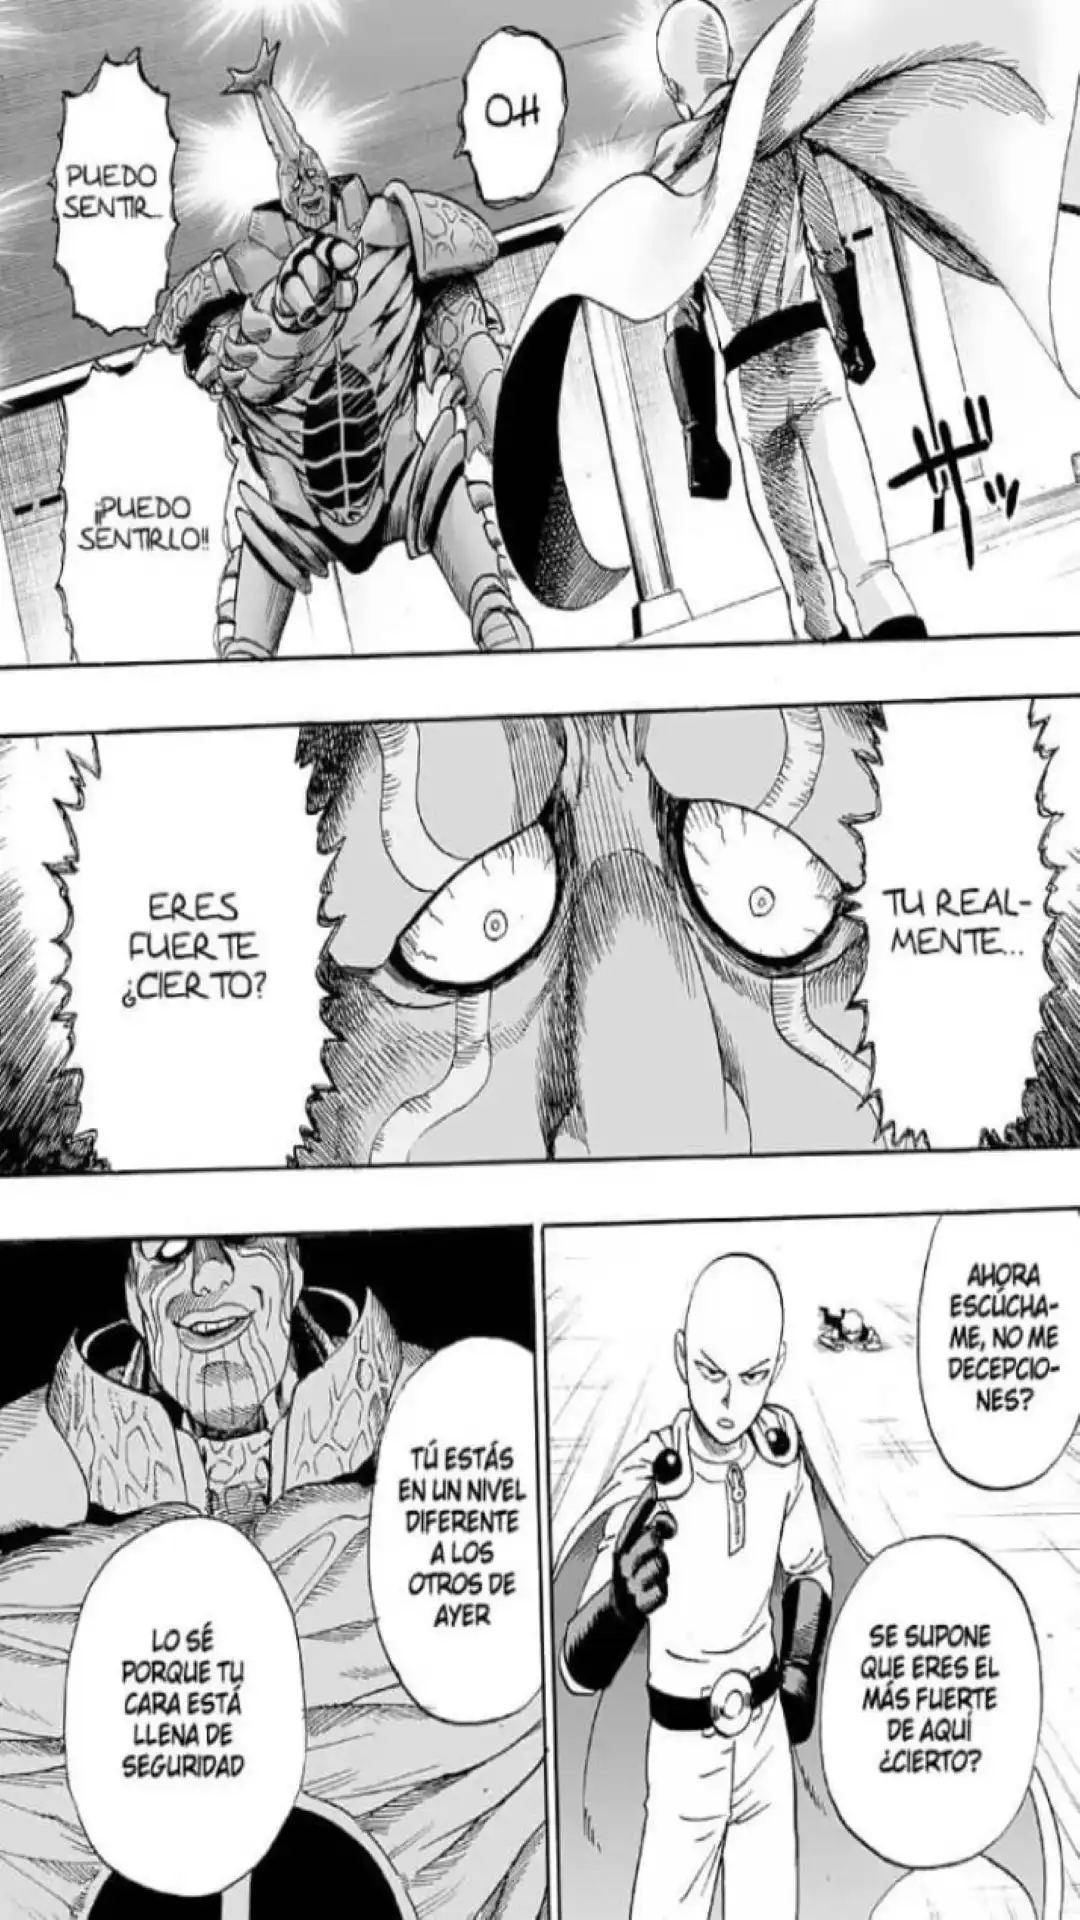 OH
PUEDO
SENTIR...
¡¡PUEDO
SENTIRLO!!
ザッ
TU REAL-
MENTE...
ERES
FUERTE
¿CIERTO?
AHORA
ESCÚCHA-
ME, NO ME
DECEPCIO-
NES?
SE SUPONE
QUE ERES EL
MÁS FUERTE
DE AQUÍ
¿CIERTO?
TÚ ESTÁS
EN UN NIVEL
DIFERENTE
A LOS
OTROS DE
AYER
LO SÉ
PORQUE TU
CARA ESTÁ
LLENA DE
SEGURIDAD